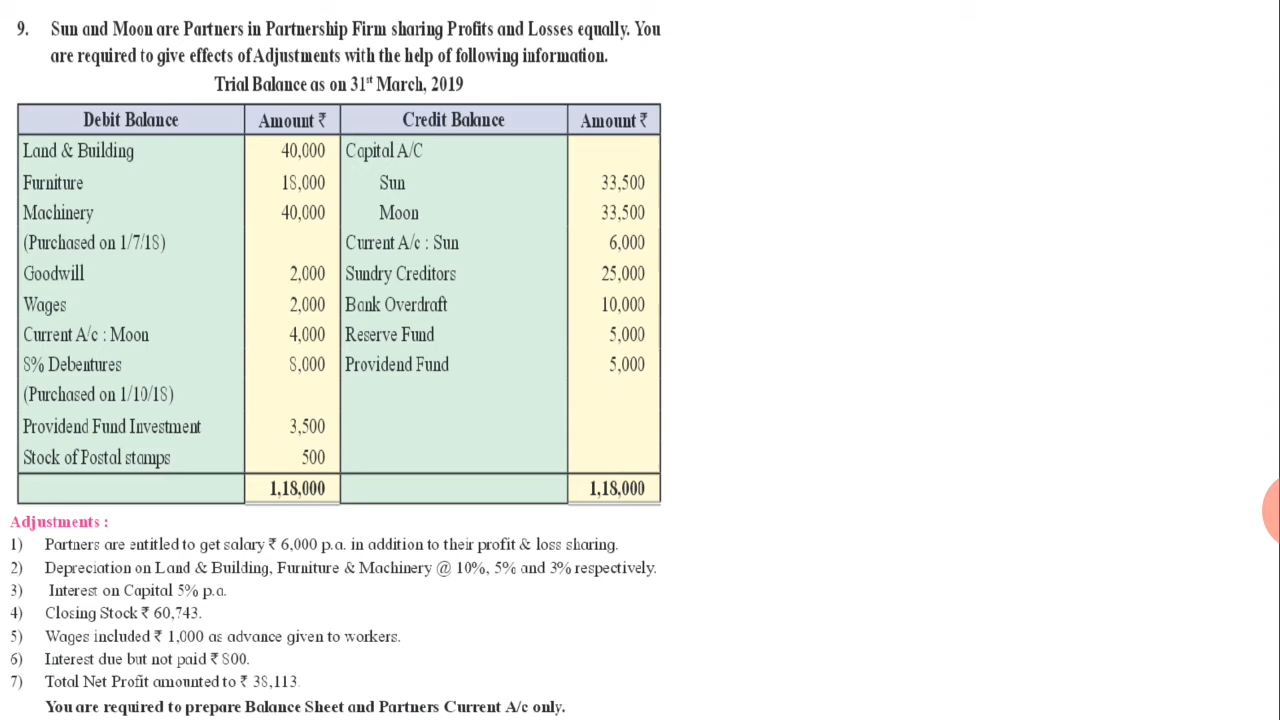 9. Sun and Moon are Partners in Partnership Firm sharing Profits and Losses equally. You
are required to give effects of Adjustments with the help of following information.
Trial Balance as on 31st March, 2019
Debit Balance Amount ₹ Credit Balance Amount ₹
Land & Building 40,000 Capital A/C
Furniture 18,000 Sun 33,500
Machinery 40,000 Moon 33,500
(Purchased on 1/7/18) Current A/c : Sun 6,000
Goodwill 2,000 Sundry Creditors 25,000
Wages 2,000 Bank Overdraft 10,000
Current A/c : Moon 4,000 Reserve Fund 5,000
8% Debentures 8,000 Providend Fund 5,000
(Purchased on 1/10/18)
Providend Fund Investment 3,500
Stock of Postal stamps 500
1,18,000 1,18,000
Adjustments :
1) Partners are entitled to get salary ₹ 6,000 p.a. in addition to their profit & loss sharing.
2) Depreciation on Land & Building, Furniture & Machinery @ 10%, 5% and 3% respectively.
3) Interest on Capital 5% p.a.
4) Closing Stock ₹ 60,743.
5) Wages included ₹ 1,000 as advance given to workers.
6) Interest due but not paid ₹ 800.
7) Total Net Profit amounted to ₹ 38,113.
You are required to prepare Balance Sheet and Partners Current A/c only.